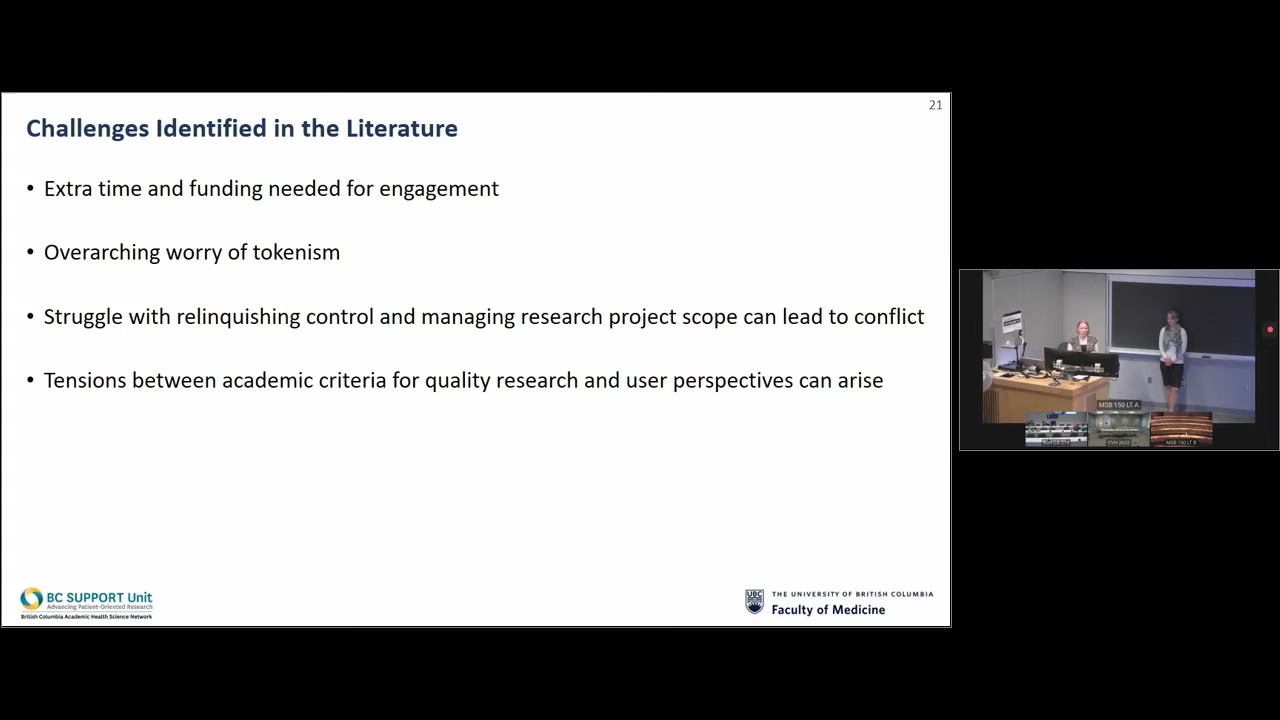 21
Challenges Identified in the Literature
• Extra time and funding needed for engagement
• Overarching worry of tokenism
• Struggle with relinquishing control and managing research project scope can lead to conflict
• Tensions between academic criteria for quality research and user perspectives can arise
BC SUPPORT Unit
Advancing Patient-Oriented Research
British Columbia Academic Health Science Network
UBC
THE UNIVERSITY OF BRITISH COLUMBIA
Faculty of Medicine
MSB 150 LT A
CVH 2632
MSB 150 LT B